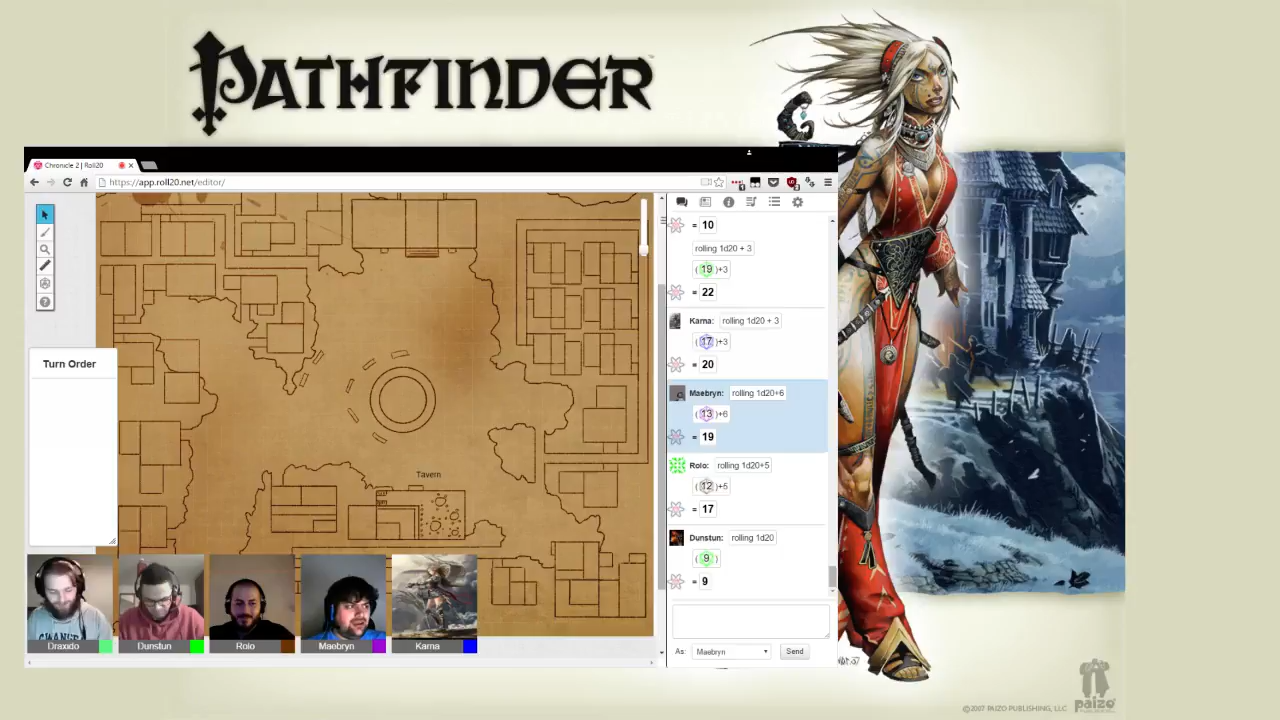 PATHFINDER
Chronicle 2 | Roll20
https://app.roll20.net/editor/
= 10
rolling 1d20 + 3
(19)+3
= 22
Karna: rolling 1d20 + 3
(17)+3
= 20
Maebryn: rolling 1d20+6
(13)+6
= 19
Rolo: rolling 1d20+5
(12)+5
= 17
Dunstun: rolling 1d20
(9)
= 9
As: Maebryn
Send
Turn Order
Tavern
Draxido
Dunstun
Rolo
Maebryn
Karna
©2007 PAIZO PUBLISHING, LLC
paizo